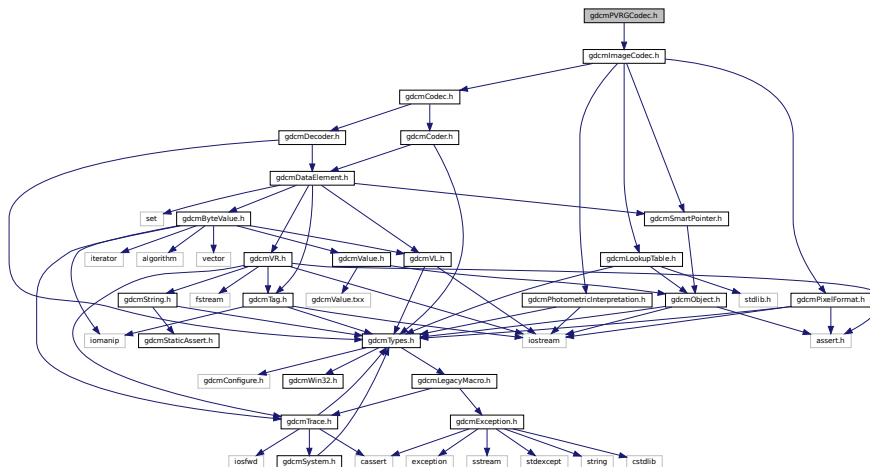 gdcmPVRGCodec.h
gdcmImageCodec.h
gdcmCodec.h
gdcmDecoder.h
gdcmCoder.h
gdcmDataElement.h
set
gdcmByteValue.h
gdcmSmartPointer.h
iterator
algorithm
vector
gdcmVR.h
gdcmValue.h
gdcmVL.h
gdcmLookupTable.h
gdcmString.h
fstream
gdcmTag.h
gdcmValue.txx
gdcmPhotometricInterpretation.h
gdcmObject.h
stdlib.h
gdcmPixelFormat.h
iomanip
gdcmStaticAssert.h
gdcmTypes.h
iostream
assert.h
gdcmConfigure.h
gdcmWin32.h
gdcmLegacyMacro.h
gdcmTrace.h
gdcmException.h
iosfwd
gdcmSystem.h
cassert
exception
sstream
stdexcept
string
cstdlib